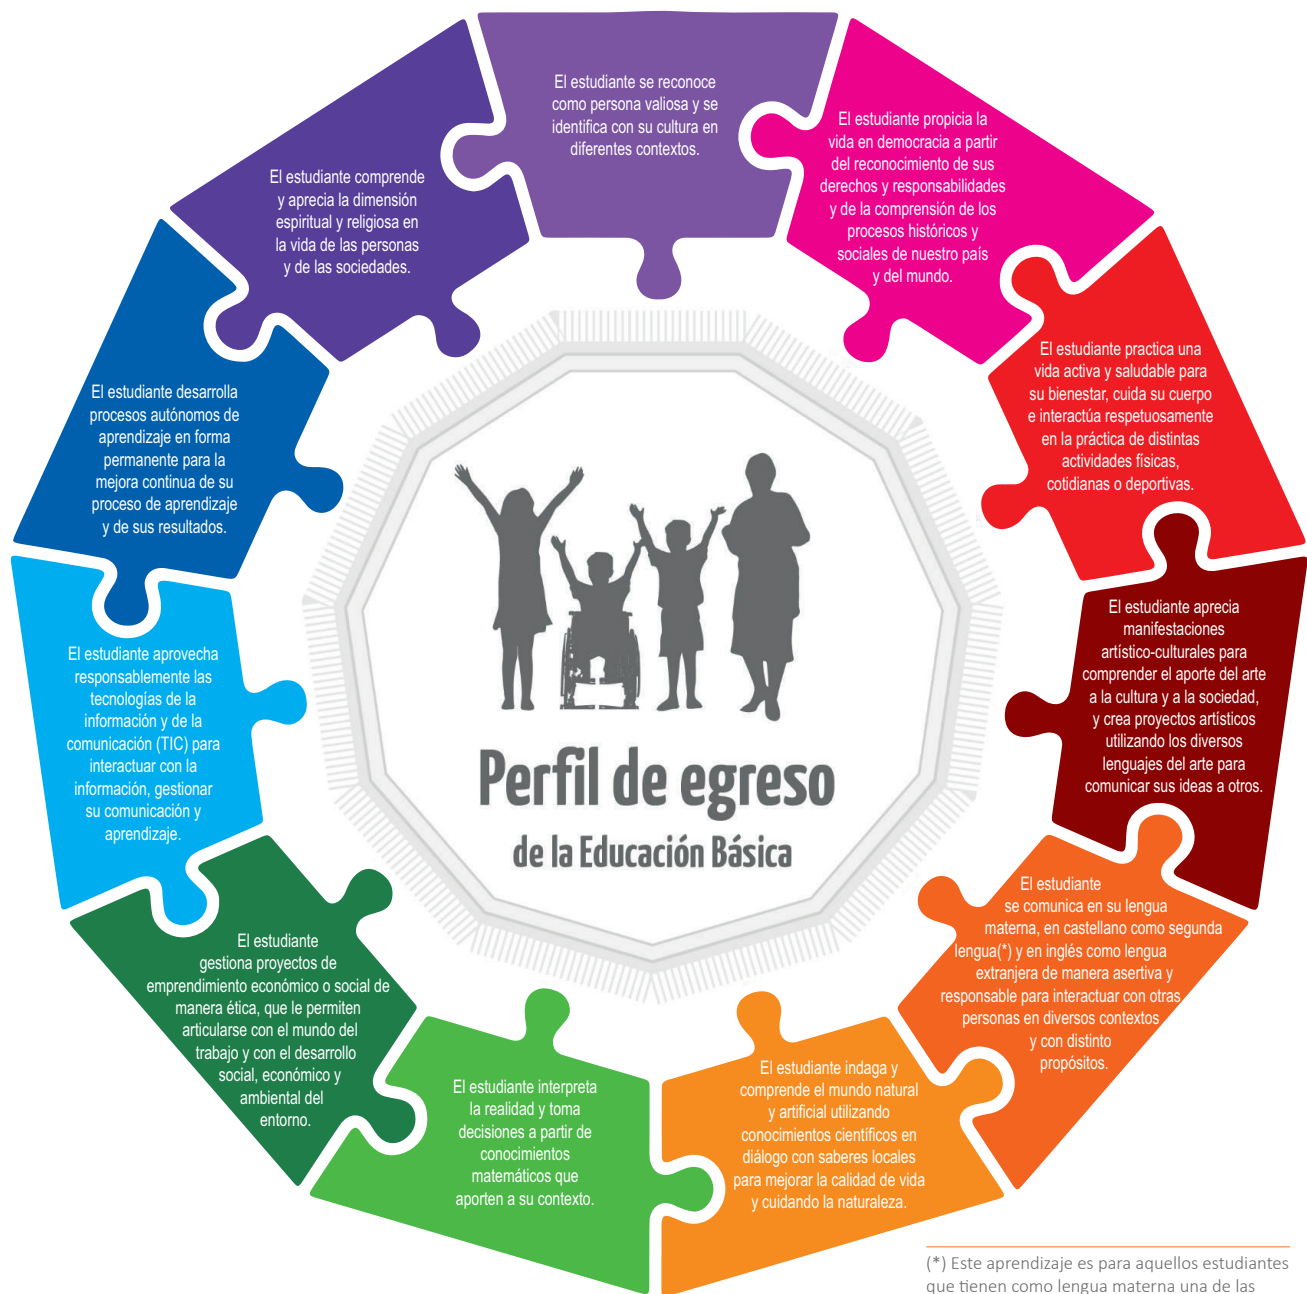 El estudiante se reconoce
como persona valiosa y se
identifica con su cultura en
diferentes contextos.
El estudiante propicia la
vida en democracia a partir
del reconocimiento de sus
derechos y responsabilidades
y de la comprensión de los
procesos históricos y
sociales de nuestro país
y del mundo.
El estudiante practica una
vida activa y saludable para
su bienestar, cuida su cuerpo
e interactúa respetuosamente
en la práctica de distintas
actividades físicas,
cotidianas o deportivas.
El estudiante aprecia
manifestaciones
artístico-culturales para
comprender el aporte del arte
a la cultura y a la sociedad,
y crea proyectos artísticos
utilizando los diversos
lenguajes del arte para
comunicar sus ideas a otros.
El estudiante
se comunica en su lengua
materna, en castellano como segunda
lengua(*) y en inglés como lengua
extranjera de manera asertiva y
responsable para interactuar con otras
personas en diversos contextos
y con distinto
propósitos.
El estudiante indaga y
comprende el mundo natural
y artificial utilizando
conocimientos científicos en
diálogo con saberes locales
para mejorar la calidad de vida
y cuidando la naturaleza.
El estudiante interpreta
la realidad y toma
decisiones a partir de
conocimientos
matemáticos que
aporten a su contexto.
El estudiante
gestiona proyectos de
emprendimiento económico o social de
manera ética, que le permiten
articularse con el mundo del
trabajo y con el desarrollo
social, económico y
ambiental del
entorno.
El estudiante aprovecha
responsablemente las
tecnologías de la
información y de la
comunicación (TIC) para
interactuar con la
información, gestionar
su comunicación y
aprendizaje.
El estudiante desarrolla
procesos autónomos de
aprendizaje en forma
permanente para la
mejora continua de su
proceso de aprendizaje
y de sus resultados.
El estudiante comprende
y aprecia la dimensión
espiritual y religiosa en
la vida de las personas
y de las sociedades.
Perfil de egreso
de la Educación Básica
(*) Este aprendizaje es para aquellos estudiantes
que tienen como lengua materna una de las